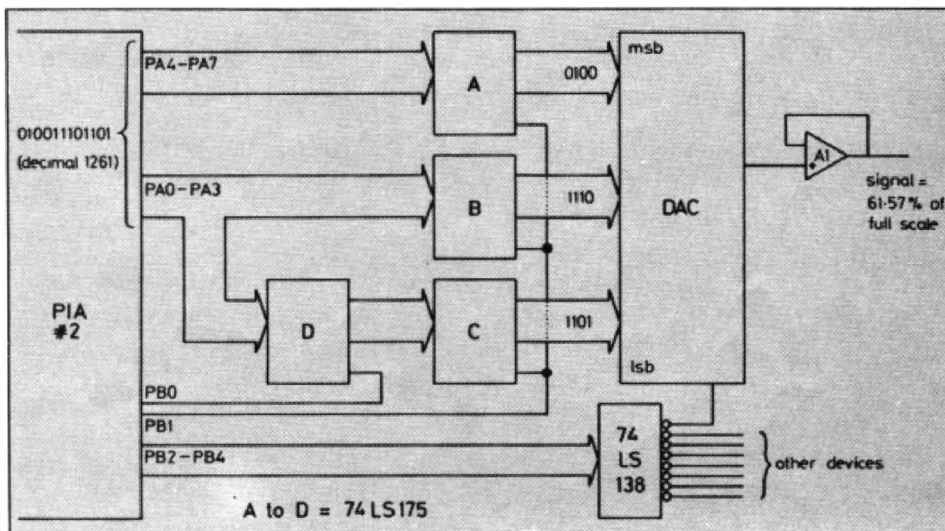 PA4-PA7
A
0100
msb
010011101101
(decimal 1261)
PA0-PA3
B
1110
DAC
A1
+
signal =
61·57% of
full scale
PIA
#2
D
C
1101
lsb
PB0
PB1
PB2-PB4
74
LS
138
other devices
A to D = 74LS175